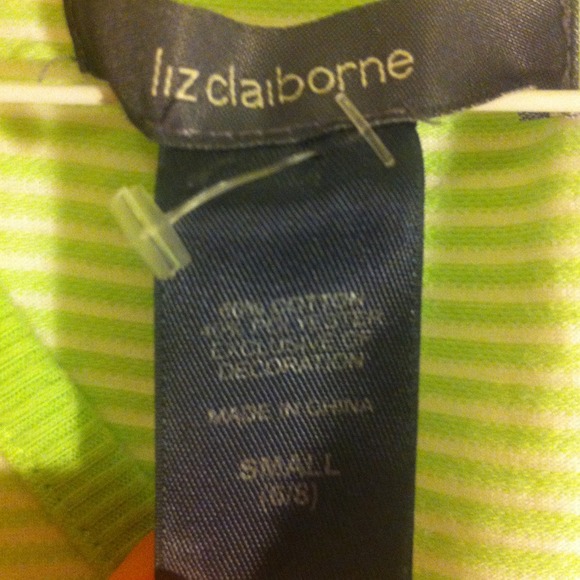 liz claiborne
60% COTTON
40% POLYESTER
EXCLUSIVE OF
DECORATION
MADE IN CHINA
SMALL
(6/8)